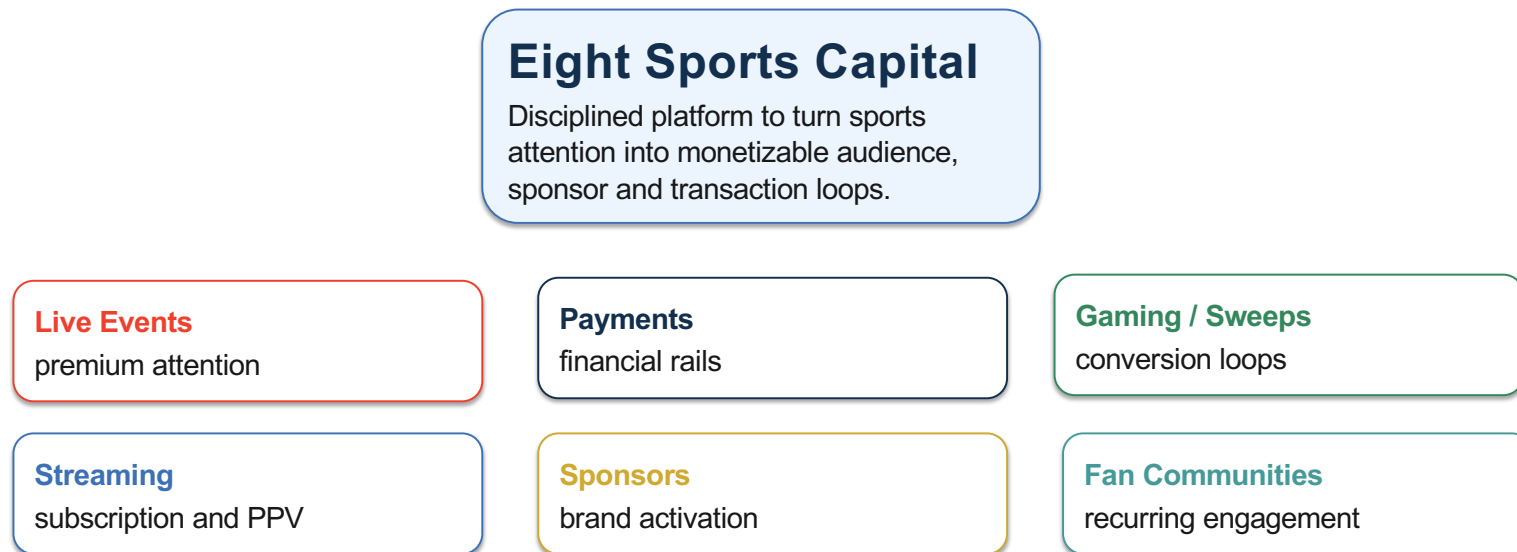 Eight Sports Capital
Disciplined platform to turn sports
attention into monetizable audience,
sponsor and transaction loops.
Live Events
premium attention
Payments
financial rails
Gaming / Sweeps
conversion loops
Streaming
subscription and PPV
Sponsors
brand activation
Fan Communities
recurring engagement